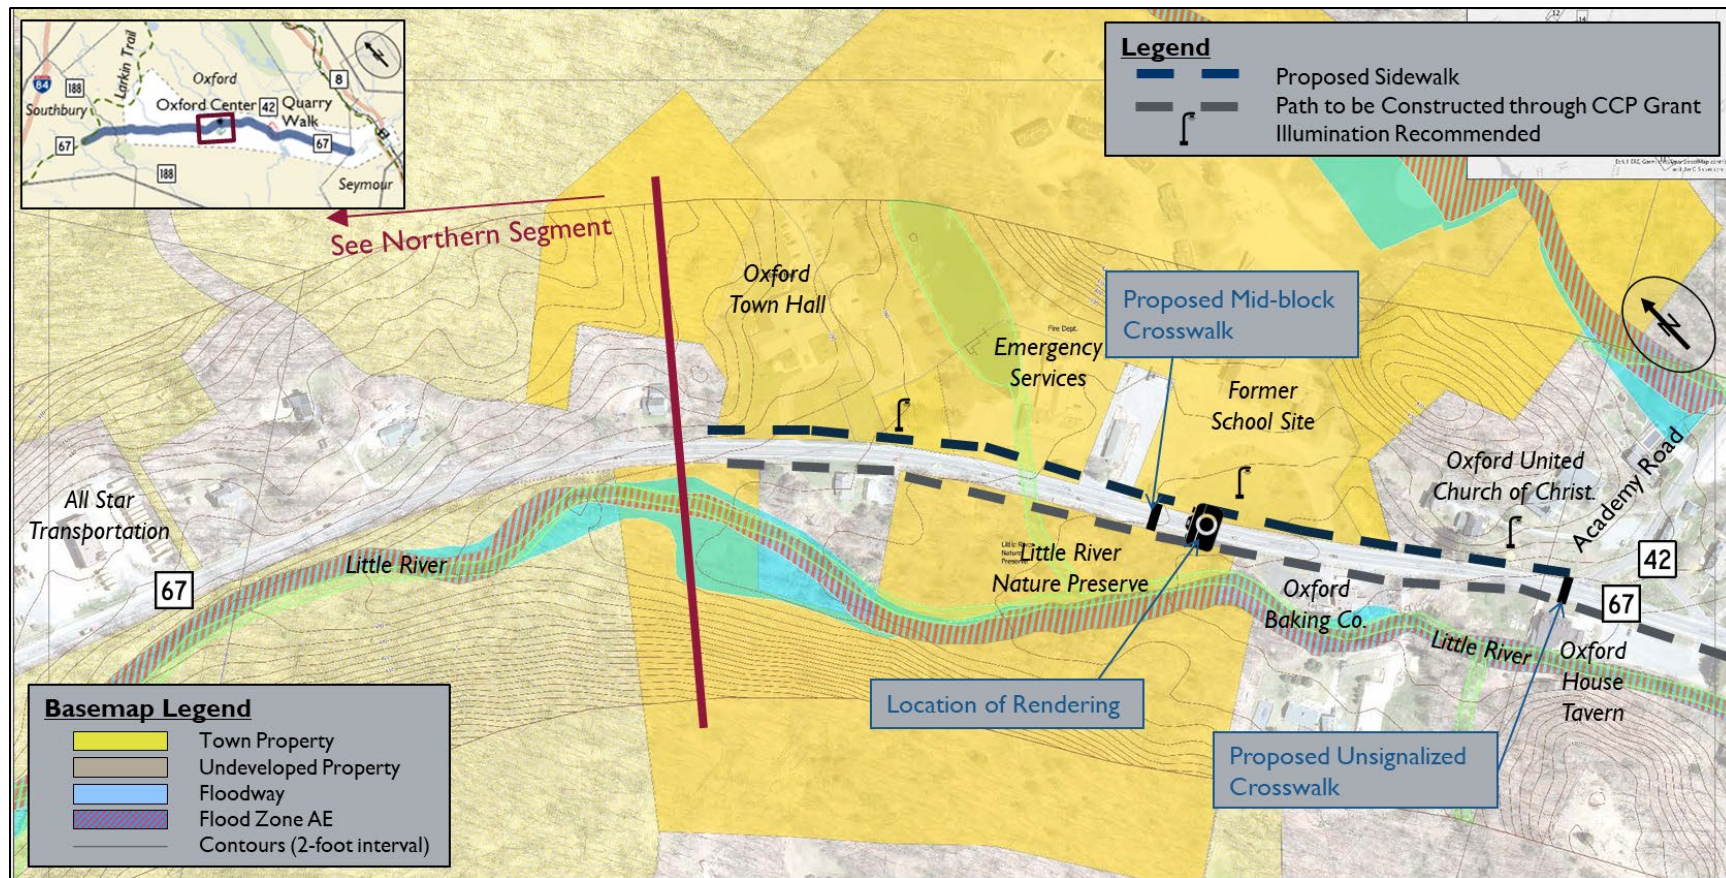 Larkin Trail
Oxford
8
84
188
Southbury
Oxford Center
42
Quarry
Walk
67
67
188
Seymour
N
Legend
Proposed Sidewalk
Path to be Constructed through CCP Grant
Illumination Recommended
See Northern Segment
Oxford
Town Hall
Proposed Mid-block
Crosswalk
N
Fire Dept.
Emergency
Services
Former
School Site
Oxford United
Church of Christ.
Academy Road
All Star
Transportation
67
Little River
Little River
Nature
Preserve
Little River
Nature Preserve
42
67
Oxford
Baking Co.
Little River
Oxford
House
Tavern
Location of Rendering
Proposed Unsignalized
Crosswalk
Basemap Legend
Town Property
Undeveloped Property
Floodway
Flood Zone AE
Contours (2-foot interval)